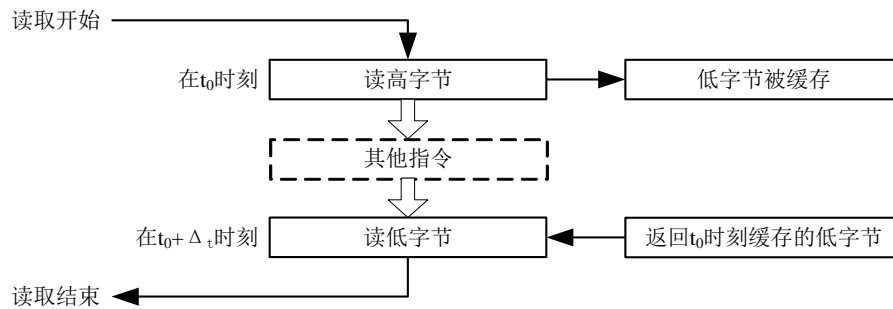 读取开始
在t₀时刻
读高字节
低字节被缓存
其他指令
在t₀+Δt时刻
读低字节
返回t₀时刻缓存的低字节
读取结束